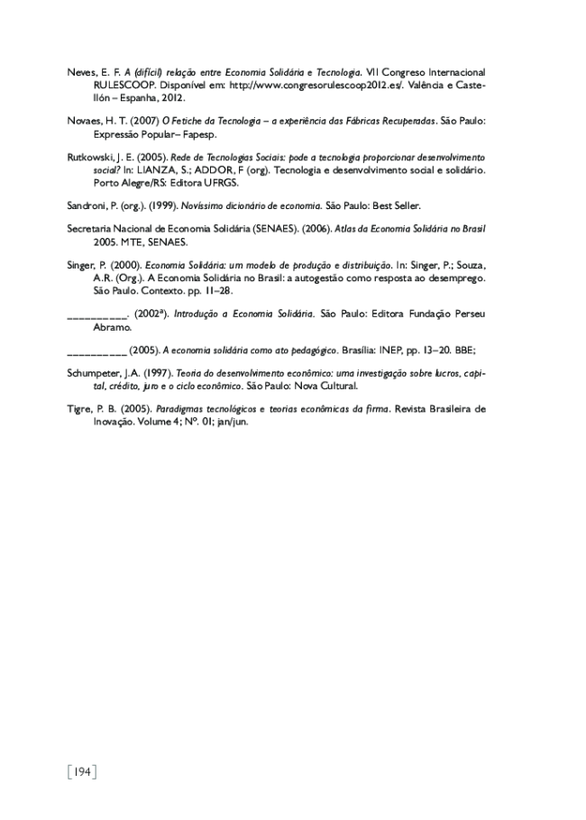 Neves, E. F. A (difícil) relação entre Economia Solidária e Tecnologia. VII Congreso Internacional
RULESCOOP. Disponível em: http://www.congresorulescoop2012.es/. Valência e Caste-
llón – Espanha, 2012.
Novaes, H. T. (2007) O Fetiche da Tecnologia – a experiência das Fábricas Recuperadas. São Paulo:
Expressão Popular– Fapesp.
Rutkowski, J. E. (2005). Rede de Tecnologias Sociais: pode a tecnologia proporcionar desenvolvimento
social? In: LIANZA, S.; ADDOR, F (org). Tecnologia e desenvolvimento social e solidário.
Porto Alegre/RS: Editora UFRGS.
Sandroni, P. (org.). (1999). Novíssimo dicionário de economia. São Paulo: Best Seller.
Secretaria Nacional de Economia Solidária (SENAES). (2006). Atlas da Economia Solidária no Brasil
2005. MTE, SENAES.
Singer, P. (2000). Economia Solidária: um modelo de produção e distribuição. In: Singer, P.; Souza,
A.R. (Org.). A Economia Solidária no Brasil: a autogestão como resposta ao desemprego.
São Paulo. Contexto. pp. 11–28.
__________. (2002ª). Introdução a Economia Solidária. São Paulo: Editora Fundação Perseu
Abramo.
__________ (2005). A economia solidária como ato pedagógico. Brasília: INEP, pp. 13–20. BBE;
Schumpeter, J.A. (1997). Teoria do desenvolvimento econômico: uma investigação sobre lucros, capi-
tal, crédito, juro e o ciclo econômico. São Paulo: Nova Cultural.
Tigre, P. B. (2005). Paradigmas tecnológicos e teorias econômicas da firma. Revista Brasileira de
Inovação. Volume 4; Nº. 01; jan/jun.
[194]